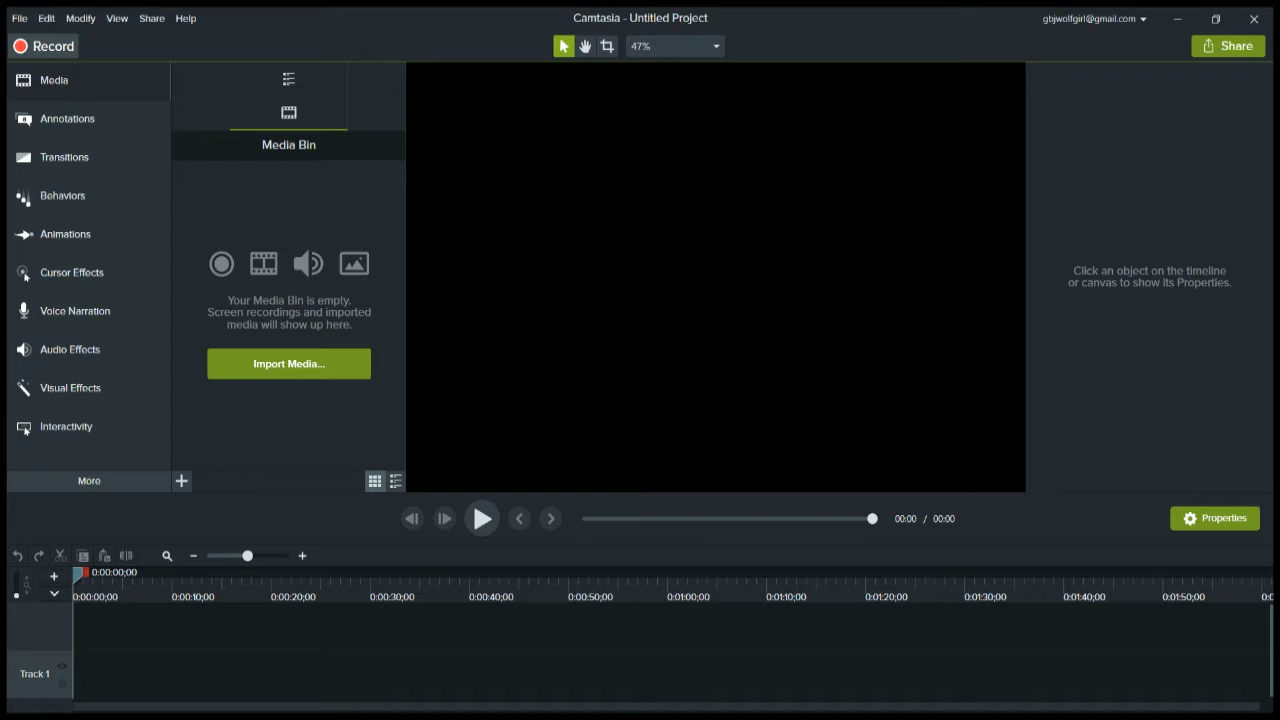 File Edit Modify View Share Help
Camtasia - Untitled Project
gbjwolfgirl@gmail.com
Record
47%
Share
Media
Annotations
Transitions
Behaviors
Animations
Cursor Effects
Voice Narration
Audio Effects
Visual Effects
Interactivity
More
Media Bin
Your Media Bin is empty.
Screen recordings and imported
media will show up here.
Import Media...
Click an object on the timeline
or canvas to show its Properties.
00:00 / 00:00
Properties
0:00:00;00
0:00:00;00 0:00:10;00 0:00:20;00 0:00:30;00 0:00:40;00 0:00:50;00 0:01:00;00 0:01:10;00 0:01:20;00 0:01:30;00 0:01:40;00 0:01:50;00
Track 1